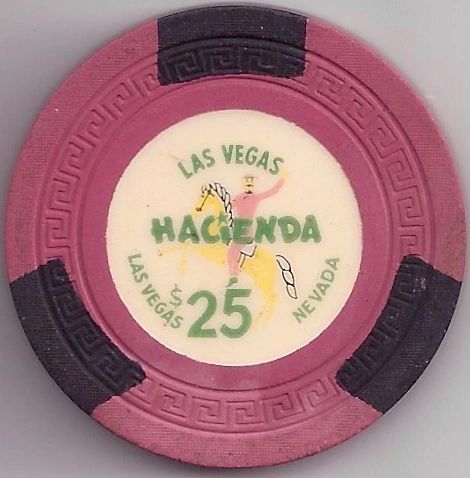 LAS VEGAS
HACIENDA
LAS VEGAS
$25
NEVADA